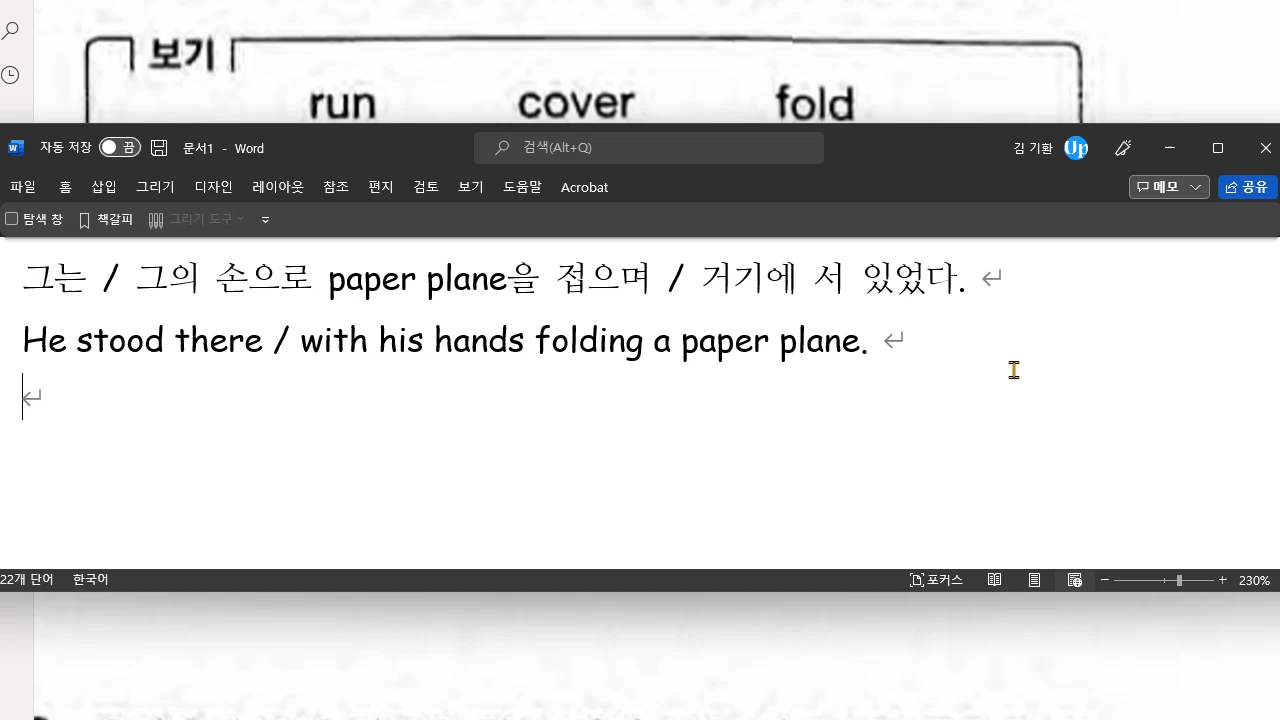 보기
run cover fold
자동 저장 끔 문서1 - Word 검색(Alt+Q) 김 기환 Up
파일 홈 삽입 그리기 디자인 레이아웃 참조 편지 검토 보기 도움말 Acrobat 메모 공유
탐색 창 책갈피 그리기 도구
그는 / 그의 손으로 paper plane을 접으며 / 거기에 서 있었다.
He stood there / with his hands folding a paper plane.
22개 단어 한국어 포커스 230%